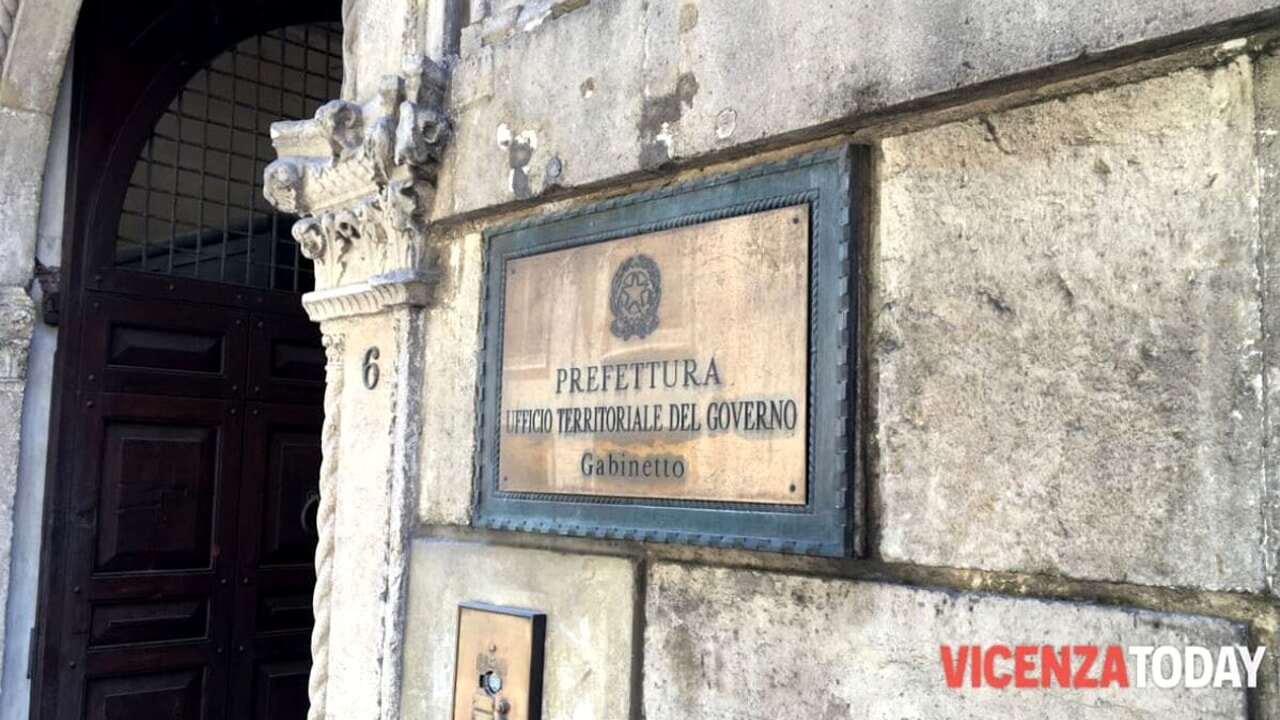 6
PREFETTURA
UFFICIO TERRITORIALE DEL GOVERNO
Gabinetto
VICENZATODAY